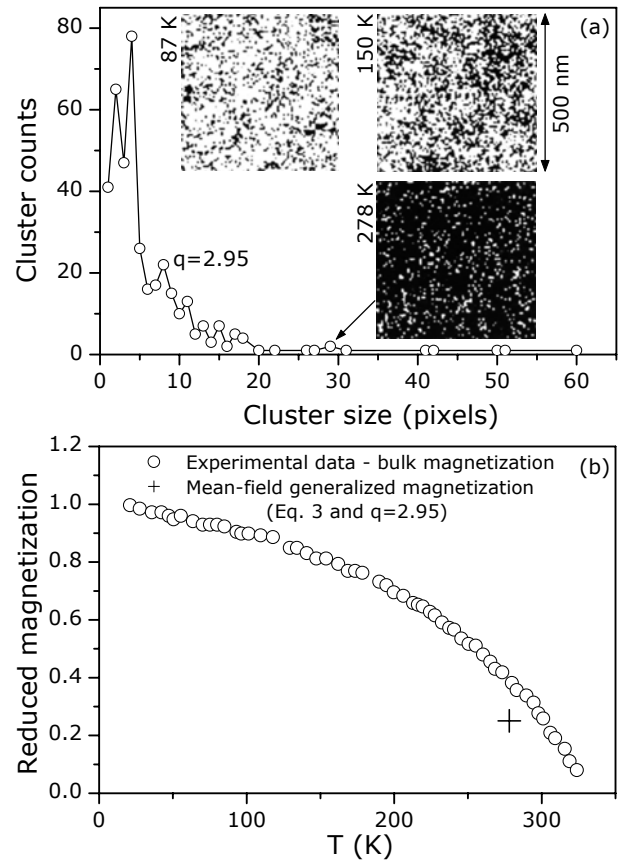 (a)
87 K
150 K
500 nm
278 K
80
60
40
20
0
Cluster counts
q=2.95
0 10 20 30 40 50 60
Cluster size (pixels)
(b)
Experimental data - bulk magnetization
Mean-field generalized magnetization
(Eq. 3 and q=2.95)
1.2
1.0
0.8
0.6
0.4
0.2
0.0
Reduced magnetization
0 100 200 300
T (K)